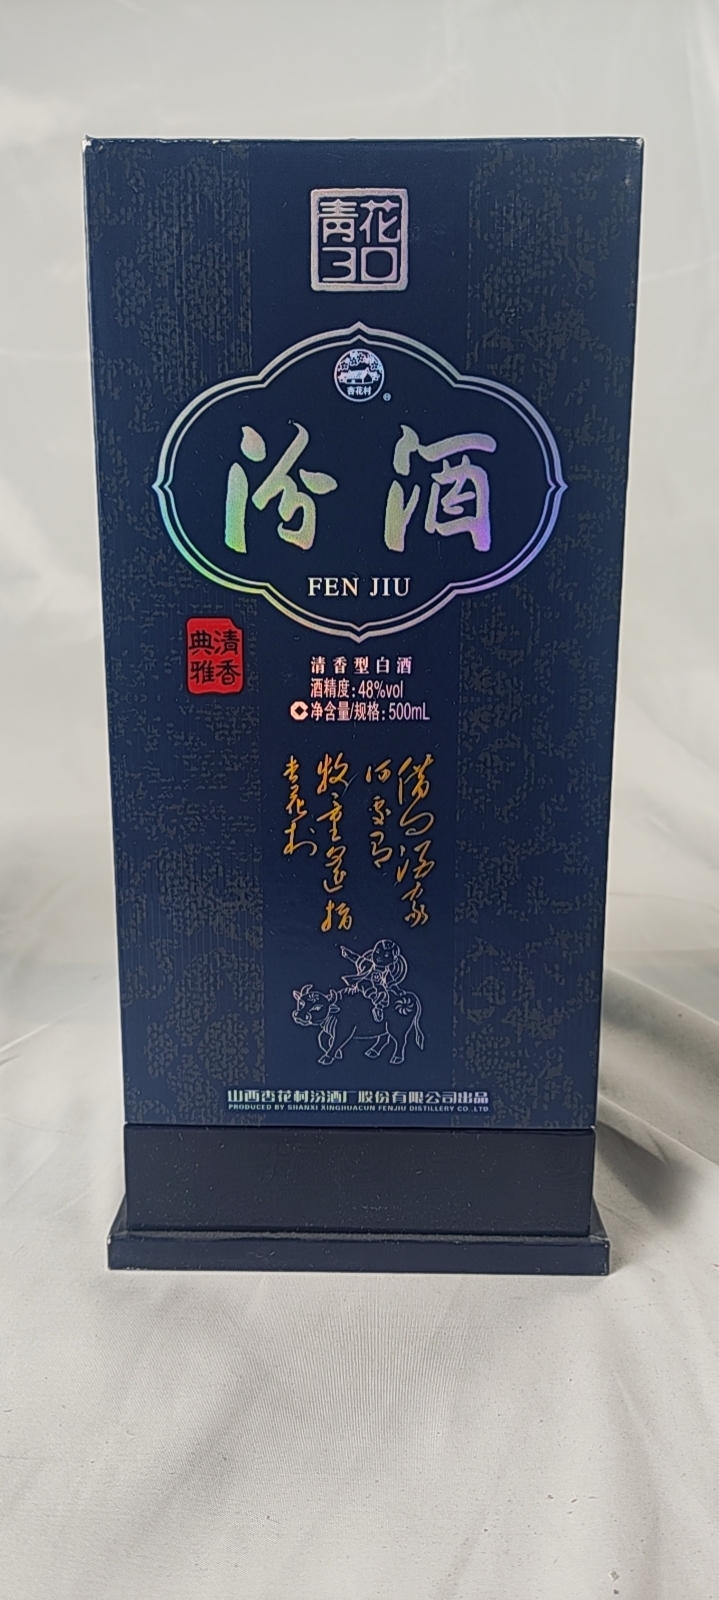 青花
30
杏花村
®
汾酒
FEN JIU
清香
典雅
清香型白酒
酒精度:48%vol
净含量/规格:500mL
借问酒家
何处有
牧童遥指
杏花村
山西杏花村汾酒厂股份有限公司出品
PRODUCED BY SHANXI XINGHUACUN FENJIU DISTILLERY CO .,LTD